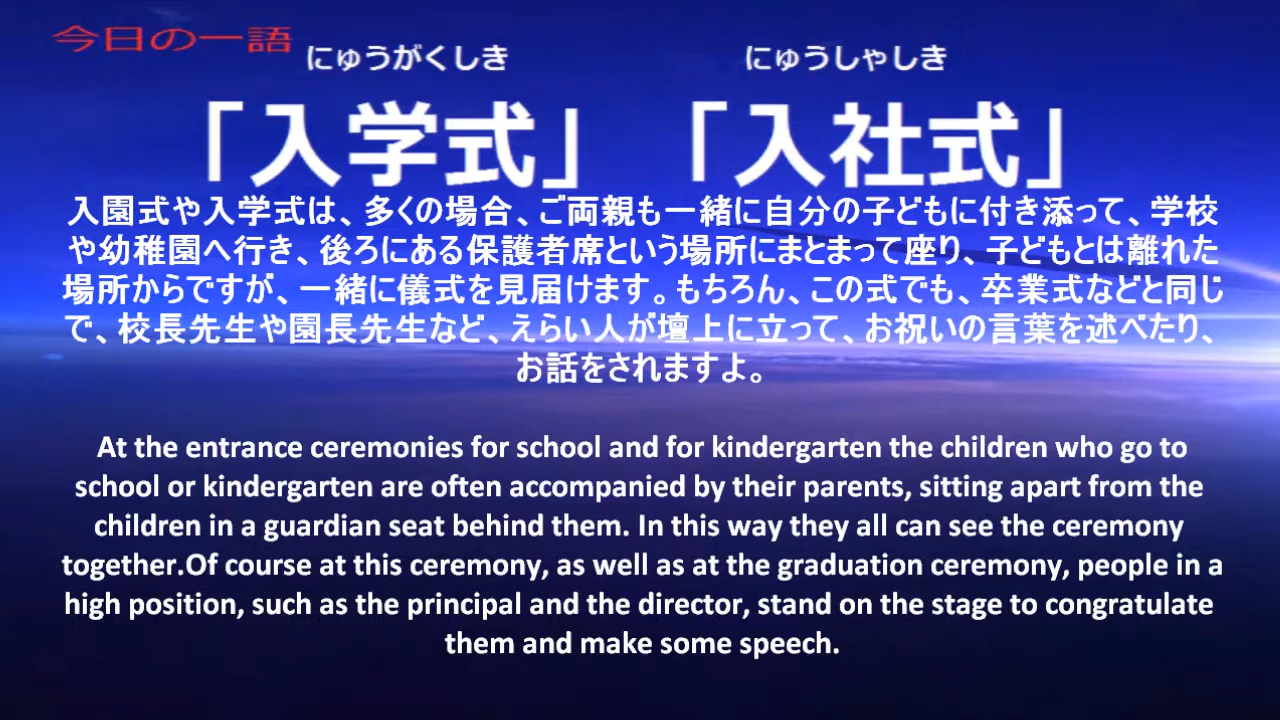 今日の一語
にゅうがくしき にゅうしゃしき
「入学式」 「入社式」
入園式や入学式は、多くの場合、ご両親も一緒に自分の子どもに付き添って、学校
や幼稚園へ行き、後ろにある保護者席という場所にまとまって座り、子どもとは離れた
場所からですが、一緒に儀式を見届けます。もちろん、この式でも、卒業式などと同じ
で、校長先生や園長先生など、えらい人が壇上に立って、お祝いの言葉を述べたり、
お話をされますよ。
At the entrance ceremonies for school and for kindergarten the children who go to
school or kindergarten are often accompanied by their parents, sitting apart from the
children in a guardian seat behind them. In this way they all can see the ceremony
together.Of course at this ceremony, as well as at the graduation ceremony, people in a
high position, such as the principal and the director, stand on the stage to congratulate
them and make some speech.